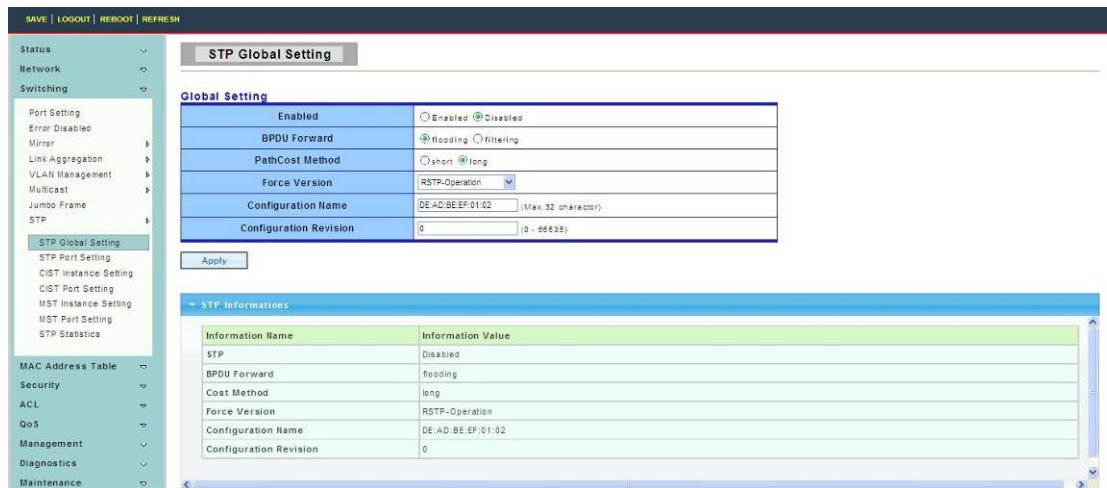 SAVE | LOGOUT | REBOOT | REFRESH
Status
Network
Switching
Port Setting
Error Disabled
Mirror
Link Aggregation
VLAN Management
Multicast
Jumbo Frame
STP
STP Global Setting
STP Port Setting
CIST Instance Setting
CIST Port Setting
MST Instance Setting
MST Port Setting
STP Statistics
MAC Address Table
Security
ACL
QoS
Management
Diagnostics
Maintenance
STP Global Setting
Global Setting
Enabled Enabled Disabled
BPDU Forward flooding filtering
PathCost Method short long
Force Version RSTP-Operation
Configuration Name DE:AD:BE:EF:01:02 (Max 32 charactor)
Configuration Revision 0 (0 - 65535)
Apply
STP Informations
Information Name Information Value
STP Disabled
BPDU Forward flooding
Cost Method long
Force Version RSTP-Operation
Configuration Name DE:AD:BE:EF:01:02
Configuration Revision 0